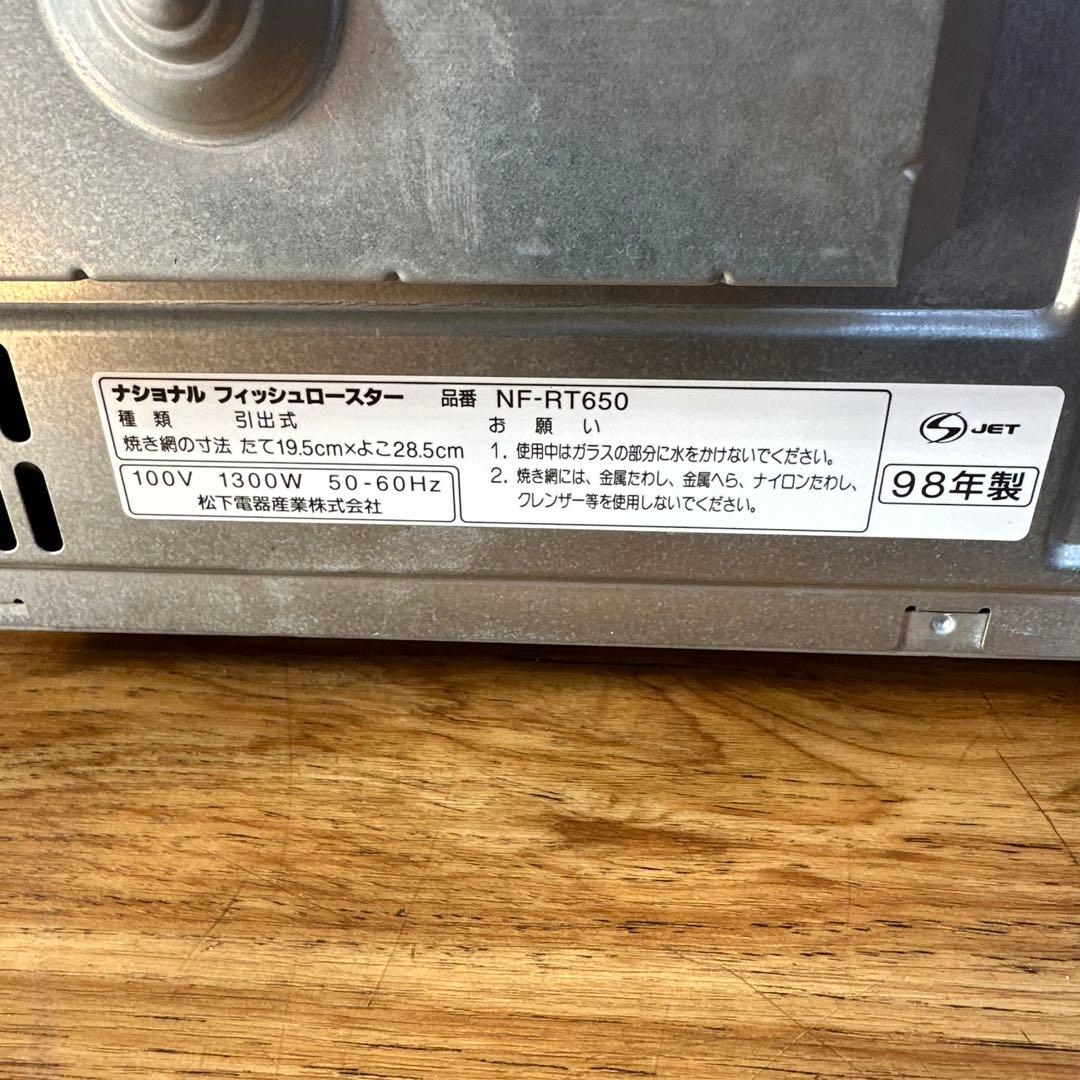 ナショナル フィッシュロースター 品番 NF-RT650
種類 引出式
焼き網の寸法 たて19.5cm×よこ28.5cm
100V 1300W 50-60Hz
松下電器産業株式会社
お願い
1. 使用中はガラスの部分に水をかけないでください。
2. 焼き網には、金属たわし、金属へら、ナイロンたわし、
クレンザー等を使用しないでください。
JET
98年製